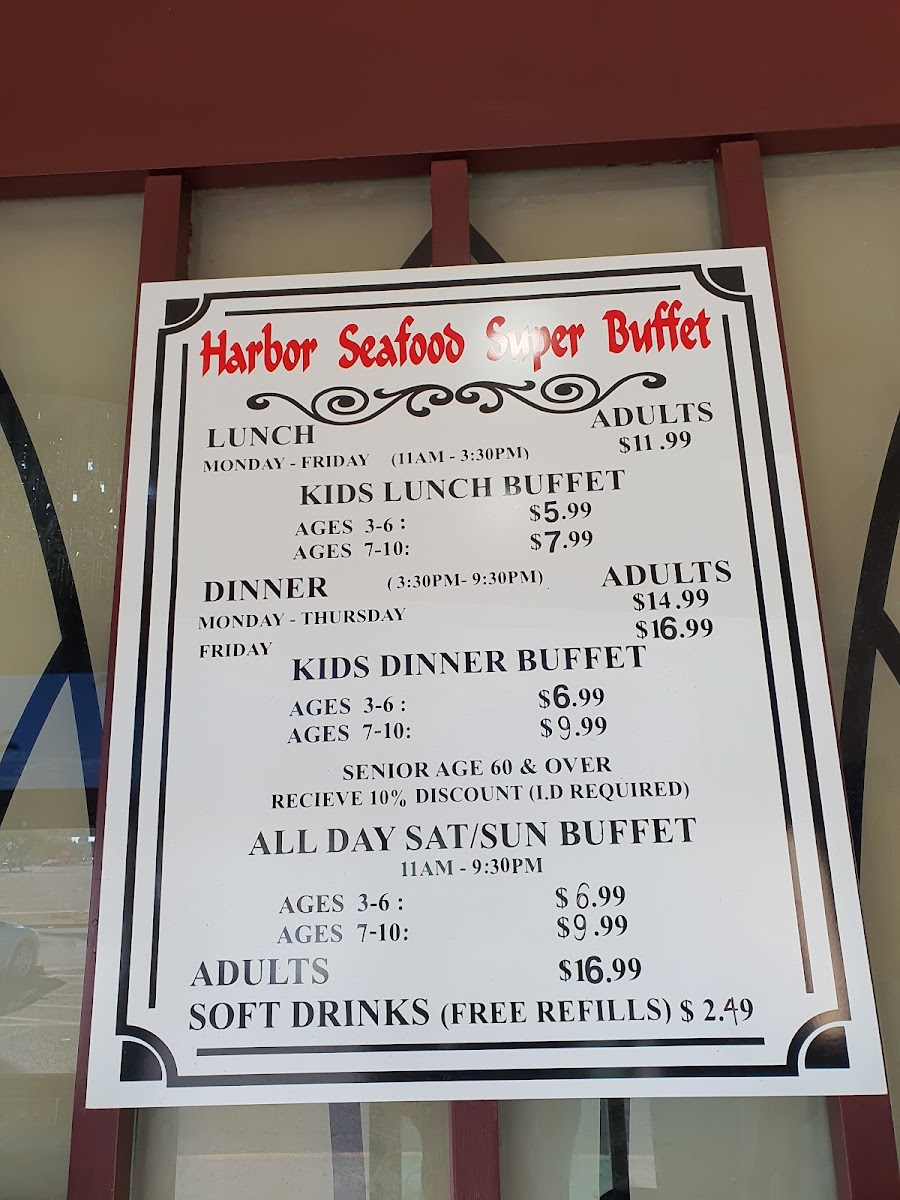 Harbor Seafood Super Buffet
LUNCH ADULTS
MONDAY - FRIDAY (11AM - 3:30PM) $11.99
KIDS LUNCH BUFFET
AGES 3-6 : $5.99
AGES 7-10: $7.99
DINNER (3:30PM- 9:30PM) ADULTS
MONDAY - THURSDAY $14.99
FRIDAY $16.99
KIDS DINNER BUFFET
AGES 3-6 : $6.99
AGES 7-10: $9.99
SENIOR AGE 60 & OVER
RECIEVE 10% DISCOUNT (I.D REQUIRED)
ALL DAY SAT/SUN BUFFET
11AM - 9:30PM
AGES 3-6 : $6.99
AGES 7-10: $9.99
ADULTS $16.99
SOFT DRINKS (FREE REFILLS) $ 2.49